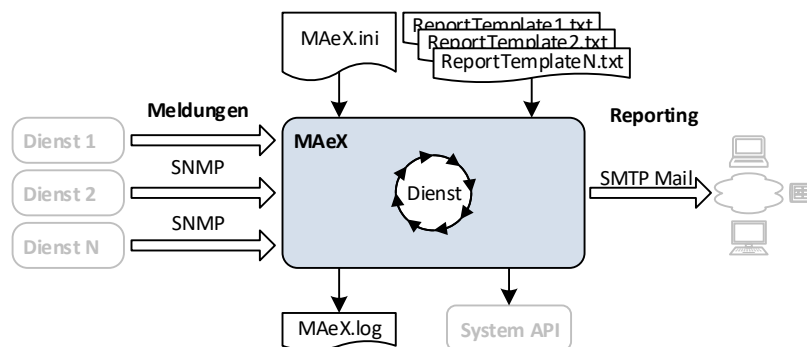 MAeX.ini
ReportTemplate1.txt
ReportTemplate2.txt
ReportTemplateN.txt
Meldungen
Reporting
Dienst 1
SNMP
Dienst 2
SNMP
Dienst N
MAeX
Dienst
SMTP Mail
MAeX.log
System API